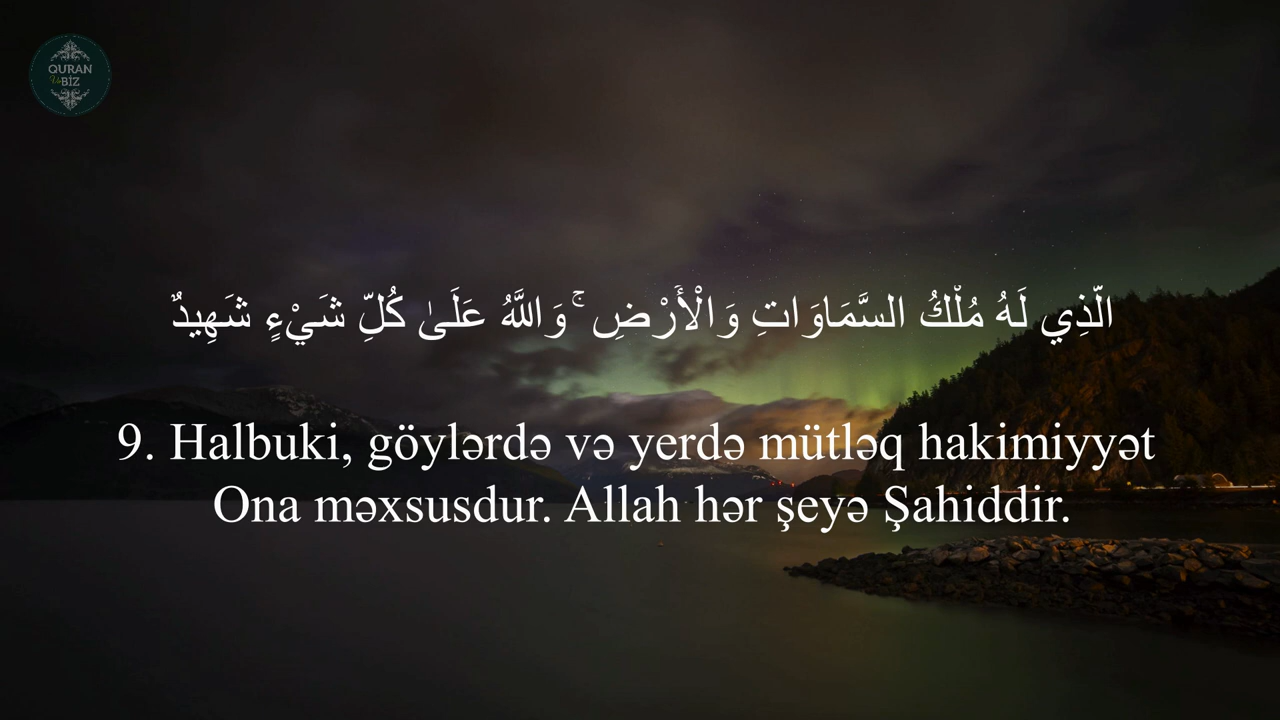 QURAN
Və BİZ
الَّذِي لَهُ مُلْكُ السَّمَاوَاتِ وَالْأَرْضِ ۚ وَاللَّهُ عَلَىٰ كُلِّ شَيْءٍ شَهِيدٌ
9. Halbuki, göylərdə və yerdə mütləq hakimiyyət
Ona məxsusdur. Allah hər şeyə Şahiddir.